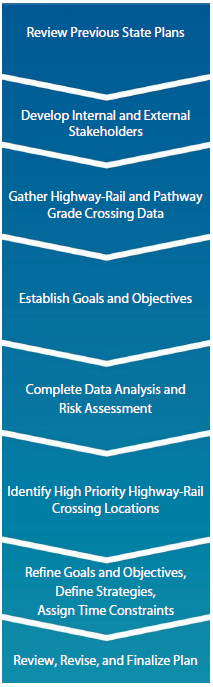 Review Previous State Plans
Develop Internal and External
Stakeholders
Gather Highway-Rail and Pathway
Grade Crossing Data
Establish Goals and Objectives
Complete Data Analysis and
Risk Assessment
Identify High Priority Highway-Rail
Crossing Locations
Refine Goals and Objectives,
Define Strategies,
Assign Time Constraints
Review, Revise, and Finalize Plan